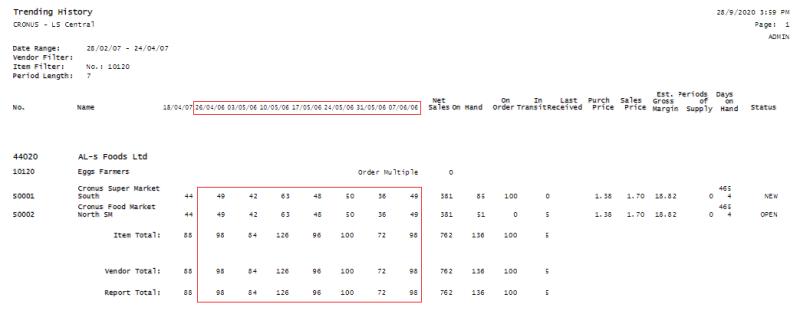 Trending History 28/9/2020 3:59 PM
CRONUS - LS Central Page: 1
ADMIN
Date Range: 28/02/07 - 24/04/07
Vendor Filter:
Item Filter: No.: 10120
Period Length: 7
Est. Periods Days
Net On In Last Purch Sales Gross of on
No. Name 18/04/07 26/04/06 03/05/06 10/05/06 17/05/06 24/05/06 31/05/06 07/06/06 Sales On Hand Order Transit Received Price Price Margin Supply Hand Status
44020 AL-s Foods Ltd
10120 Eggs Farmers Order Multiple 0
Cronus Super Market 465
S0001 South 44 49 42 63 48 50 36 49 381 85 100 0 1.38 1.70 18.82 0 4 NEW
Cronus Food Market 465
S0002 North SM 44 49 42 63 48 50 36 49 381 51 0 5 1.38 1.70 18.82 0 4 OPEN
Item Total: 88 98 84 126 96 100 72 98 762 136 100 5
Vendor Total: 88 98 84 126 96 100 72 98 762 136 100 5
Report Total: 88 98 84 126 96 100 72 98 762 136 100 5